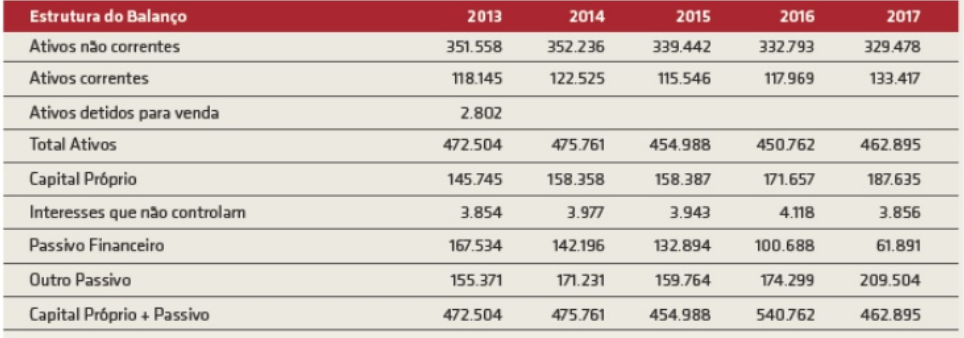 Estrutura do Balanço 2013 2014 2015 2016 2017
Ativos não correntes 351.558 352.236 339.442 332.793 329.478
Ativos correntes 118.145 122.525 115.546 117.969 133.417
Ativos detidos para venda 2.802
Total Ativos 472.504 475.761 454.988 450.762 462.895
Capital Próprio 145.745 158.358 158.387 171.657 187.635
Interesses que não controlam 3.854 3.977 3.943 4.118 3.856
Passivo Financeiro 167.534 142.196 132.894 100.688 61.891
Outro Passivo 155.371 171.231 159.764 174.299 209.504
Capital Próprio + Passivo 472.504 475.761 454.988 540.762 462.895